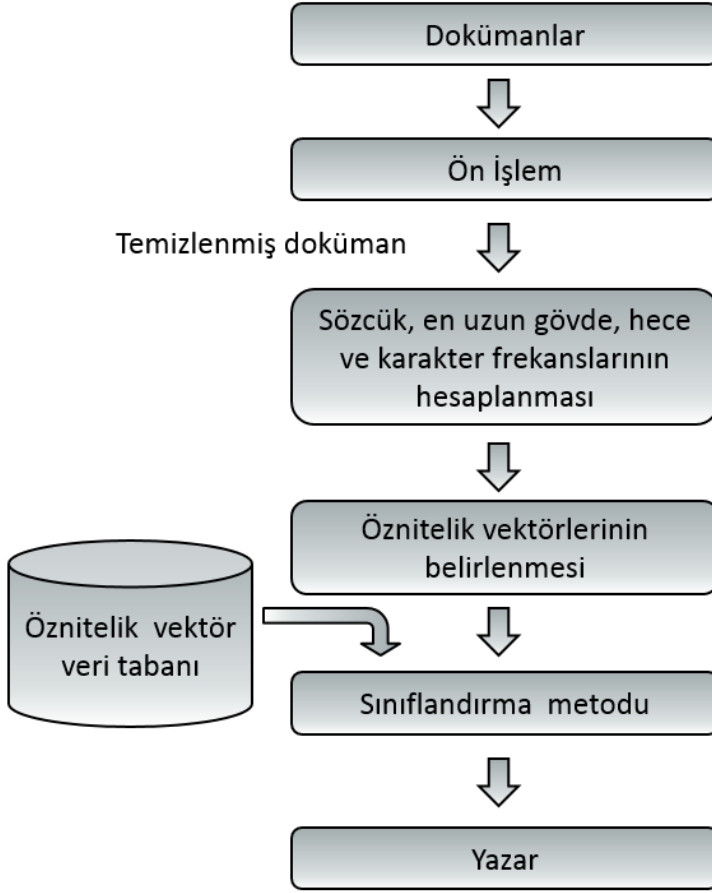 Dokümanlar
Ön İşlem
Temizlenmiş doküman
Sözcük, en uzun gövde, hece
ve karakter frekanslarının
hesaplanması
Öznitelik vektörlerinin
belirlenmesi
Öznitelik vektör
veri tabanı
Sınıflandırma metodu
Yazar